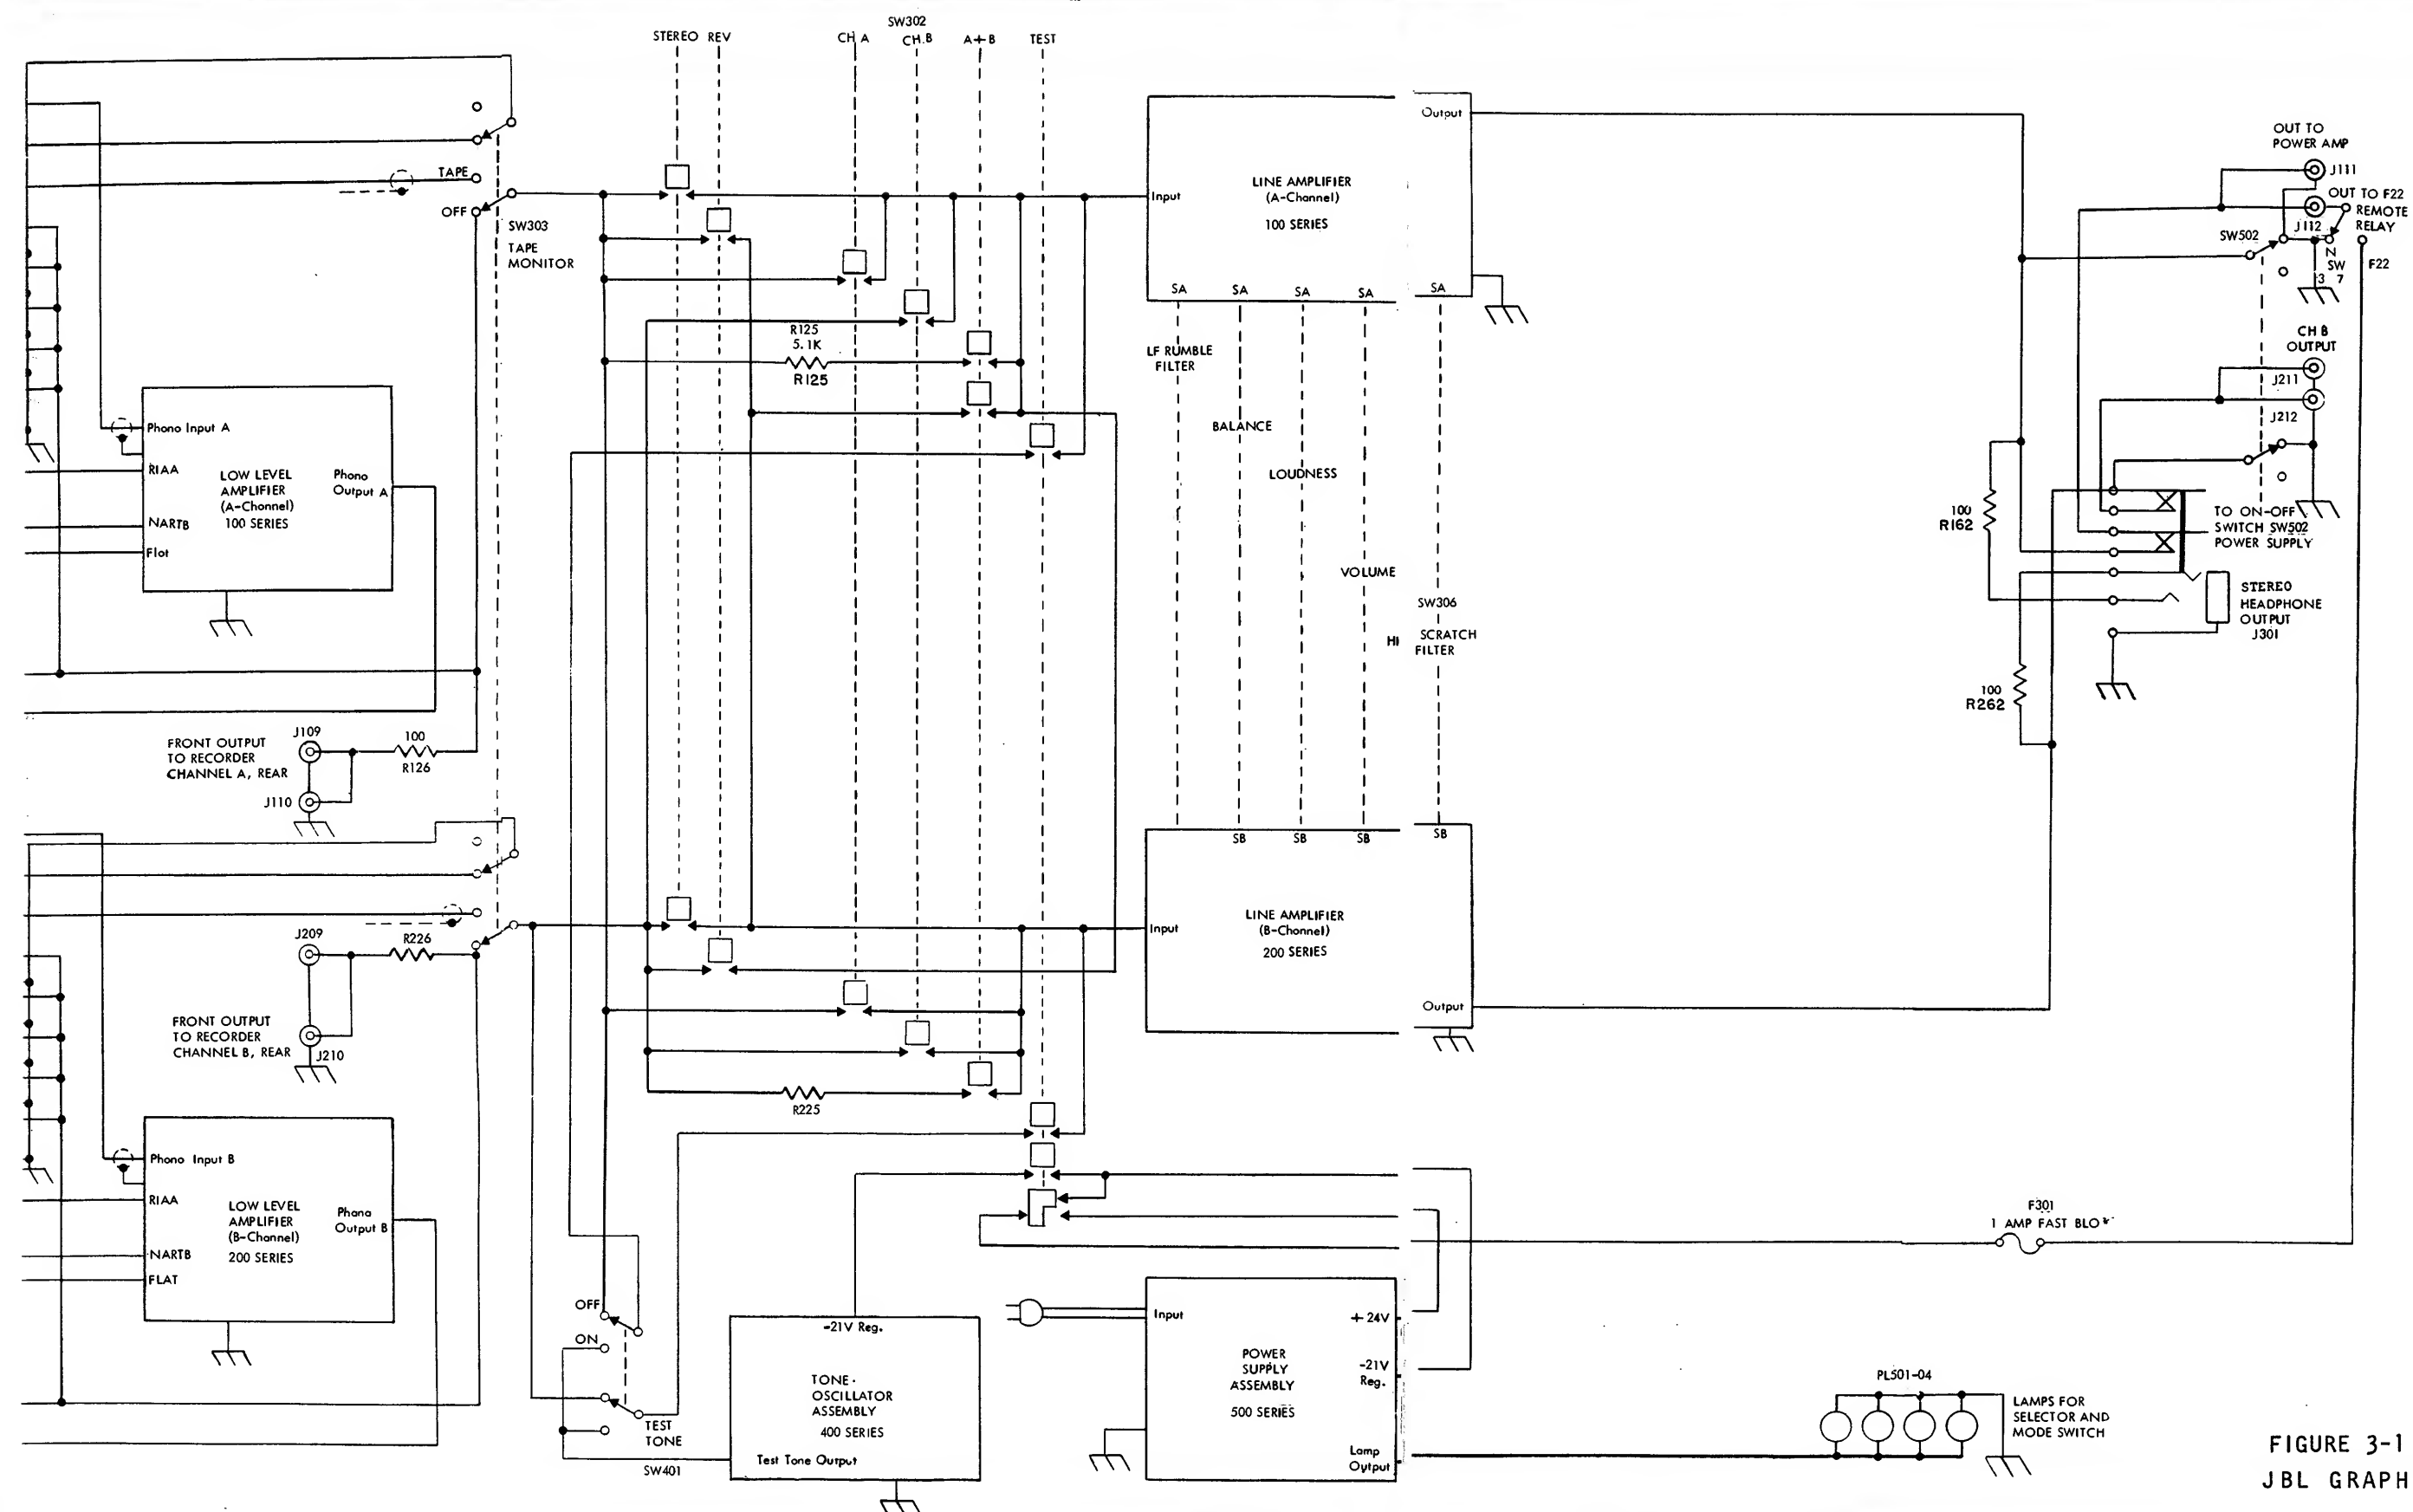 SW302
STEREO REV
CH A
CH.B
A+B
TEST
TAPE
OFF
SW303
TAPE
MONITOR
R125
5.1K
R125
Phono Input A
RIAA
NARTB
Flot
LOW LEVEL
AMPLIFIER
(A-Channel)
100 SERIES
Phono
Output A
FRONT OUTPUT
TO RECORDER
CHANNEL A, REAR
J109
J110
100
R126
Output
Input
LINE AMPLIFIER
(A-Channel)
100 SERIES
SA
SA
SA
SA
SA
LF RUMBLE
FILTER
BALANCE
LOUDNESS
VOLUME
SW306
HI SCRATCH
FILTER
SB
SB
SB
SB
Input
LINE AMPLIFIER
(B-Channel)
200 SERIES
Output
OUT TO
POWER AMP
J111
OUT TO F22
REMOTE
RELAY
J112
SW502
N
SW
3 7
F22
CH B
OUTPUT
J211
J212
TO ON-OFF
SWITCH SW502
POWER SUPPLY
100
R162
STEREO
HEADPHONE
OUTPUT
J301
100
R262
J209
R226
FRONT OUTPUT
TO RECORDER
CHANNEL B, REAR
J210
R225
Phono Input B
RIAA
NARTB
FLAT
LOW LEVEL
AMPLIFIER
(B-Channel)
200 SERIES
Phana
Output B
OFF
ON
TEST
TONE
SW401
-21V Reg.
TONE-
OSCILLATOR
ASSEMBLY
400 SERIES
Test Tone Output
Input
POWER
SUPPLY
ASSEMBLY
500 SERIES
+ 24V
-21V
Reg.
Lamp
Output
F301
1 AMP FAST BLO
PL501-04
LAMPS FOR
SELECTOR AND
MODE SWITCH
FIGURE 3-1
JBL GRAPH